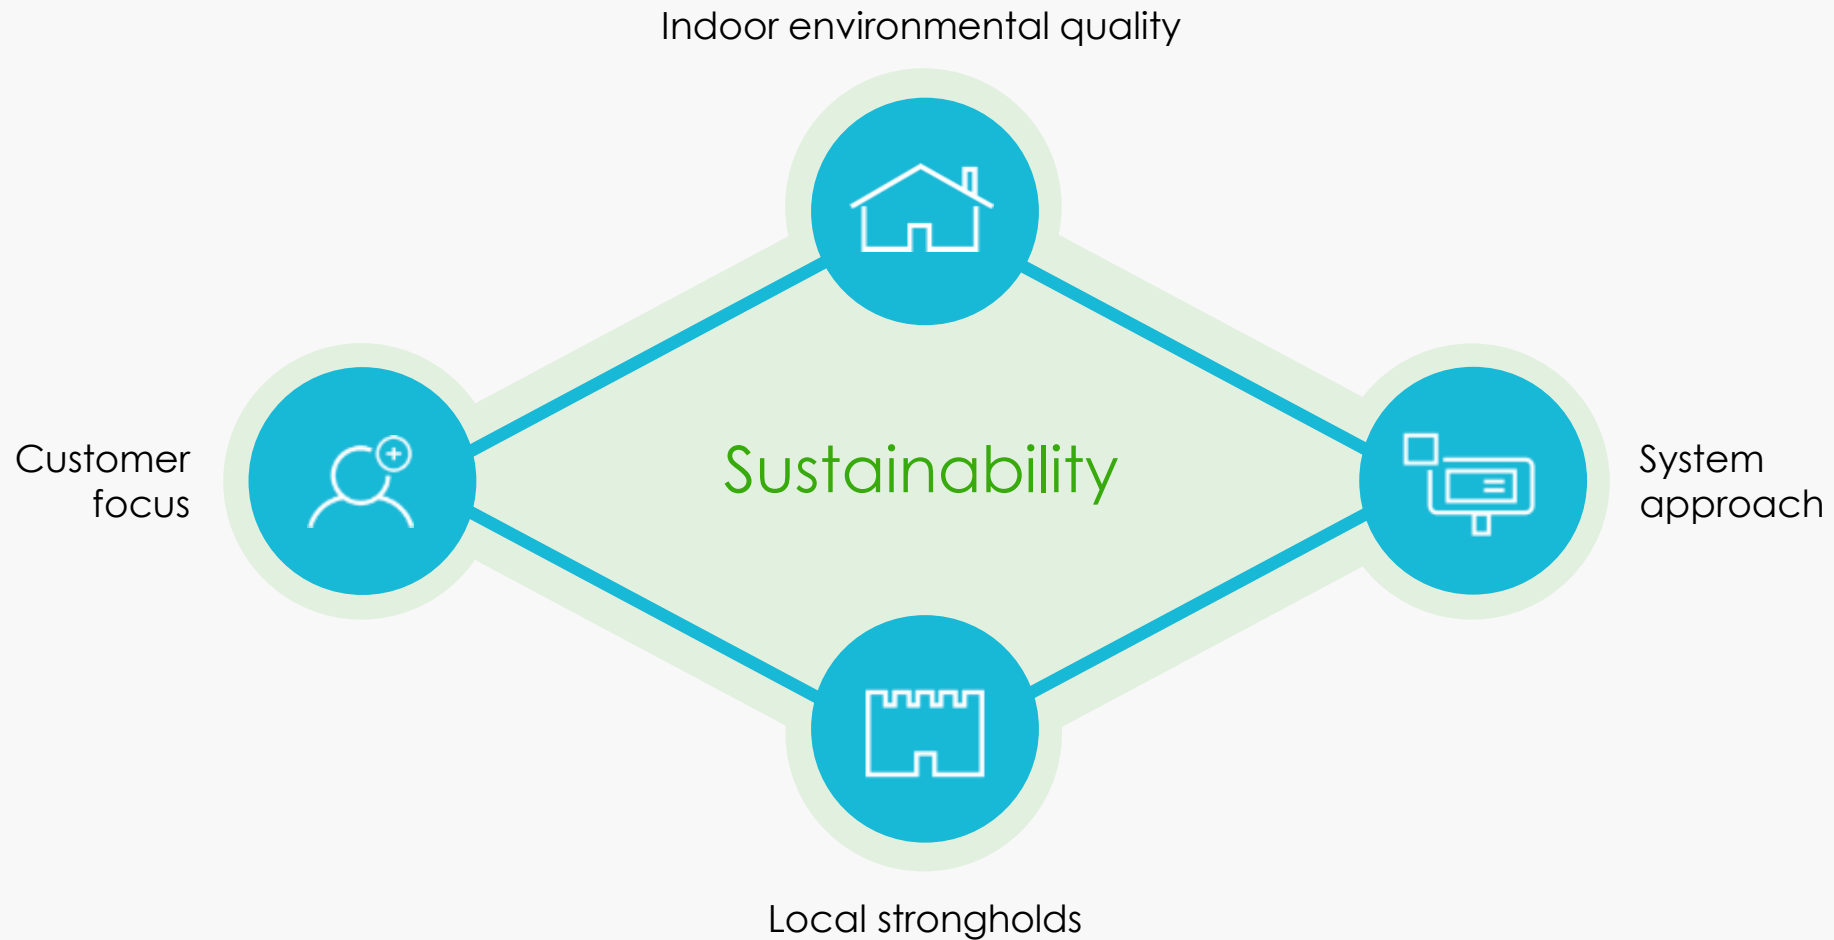 Indoor environmental quality
Customer
focus
Sustainability
System
approach
Local strongholds